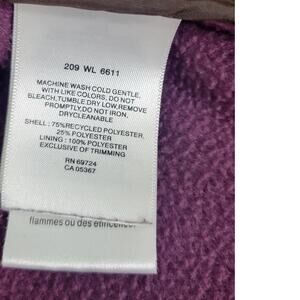 209 WL 6611
MACHINE WASH COLD GENTLE,
WITH LIKE COLORS, DO NOT
BLEACH,TUMBLE DRY LOW,REMOVE
PROMPTLY,DO NOT IRON,
DRYCLEANABLE
SHELL : 75%RECYCLED POLYESTER,
25% POLYESTER
LINING : 100% POLYESTER
EXCLUSIVE OF TRIMMING
RN 69724
CA 05367
flammes ou des étincelles